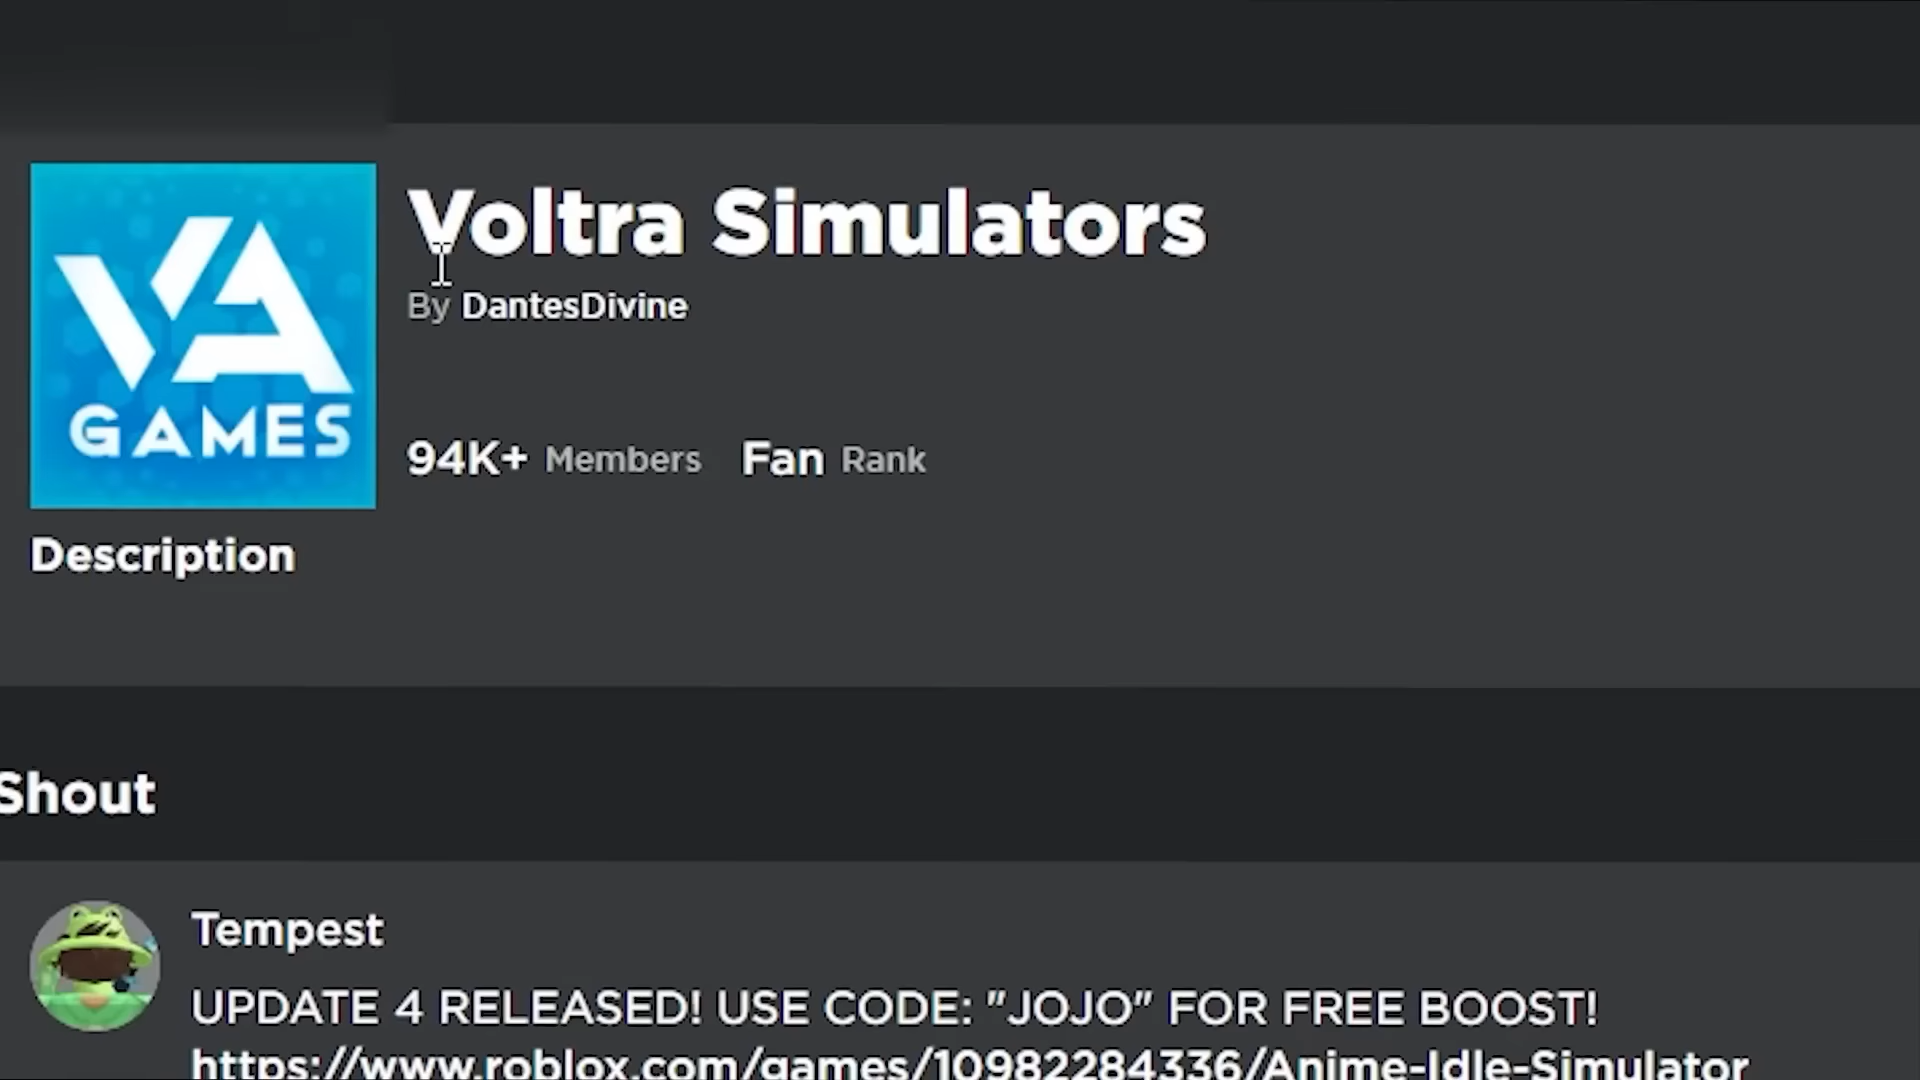 VA
GAMES
Voltra Simulators
By DantesDivine
94K+ Members Fan Rank
Description
Shout
Tempest
UPDATE 4 RELEASED! USE CODE: "JOJO" FOR FREE BOOST!
https://www.roblox.com/games/10982284336/Anime-Idle-Simulator